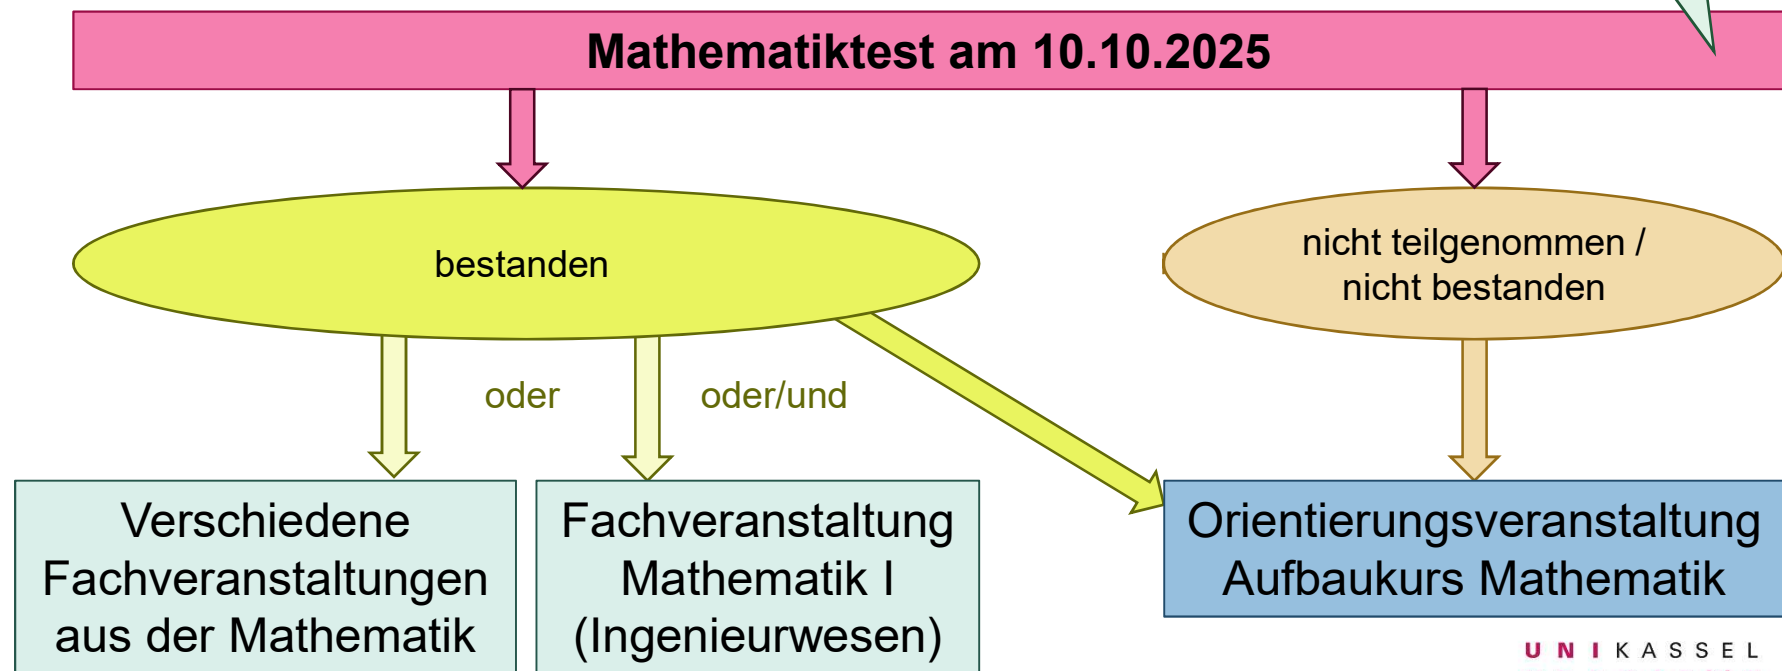 Mathematiktest am 10.10.2025
bestanden
nicht teilgenommen /
nicht bestanden
oder
oder/und
Verschiedene
Fachveranstaltungen
aus der Mathematik
Fachveranstaltung
Mathematik I
(Ingenieurwesen)
Orientierungsveranstaltung
Aufbaukurs Mathematik
UNIKASSEL